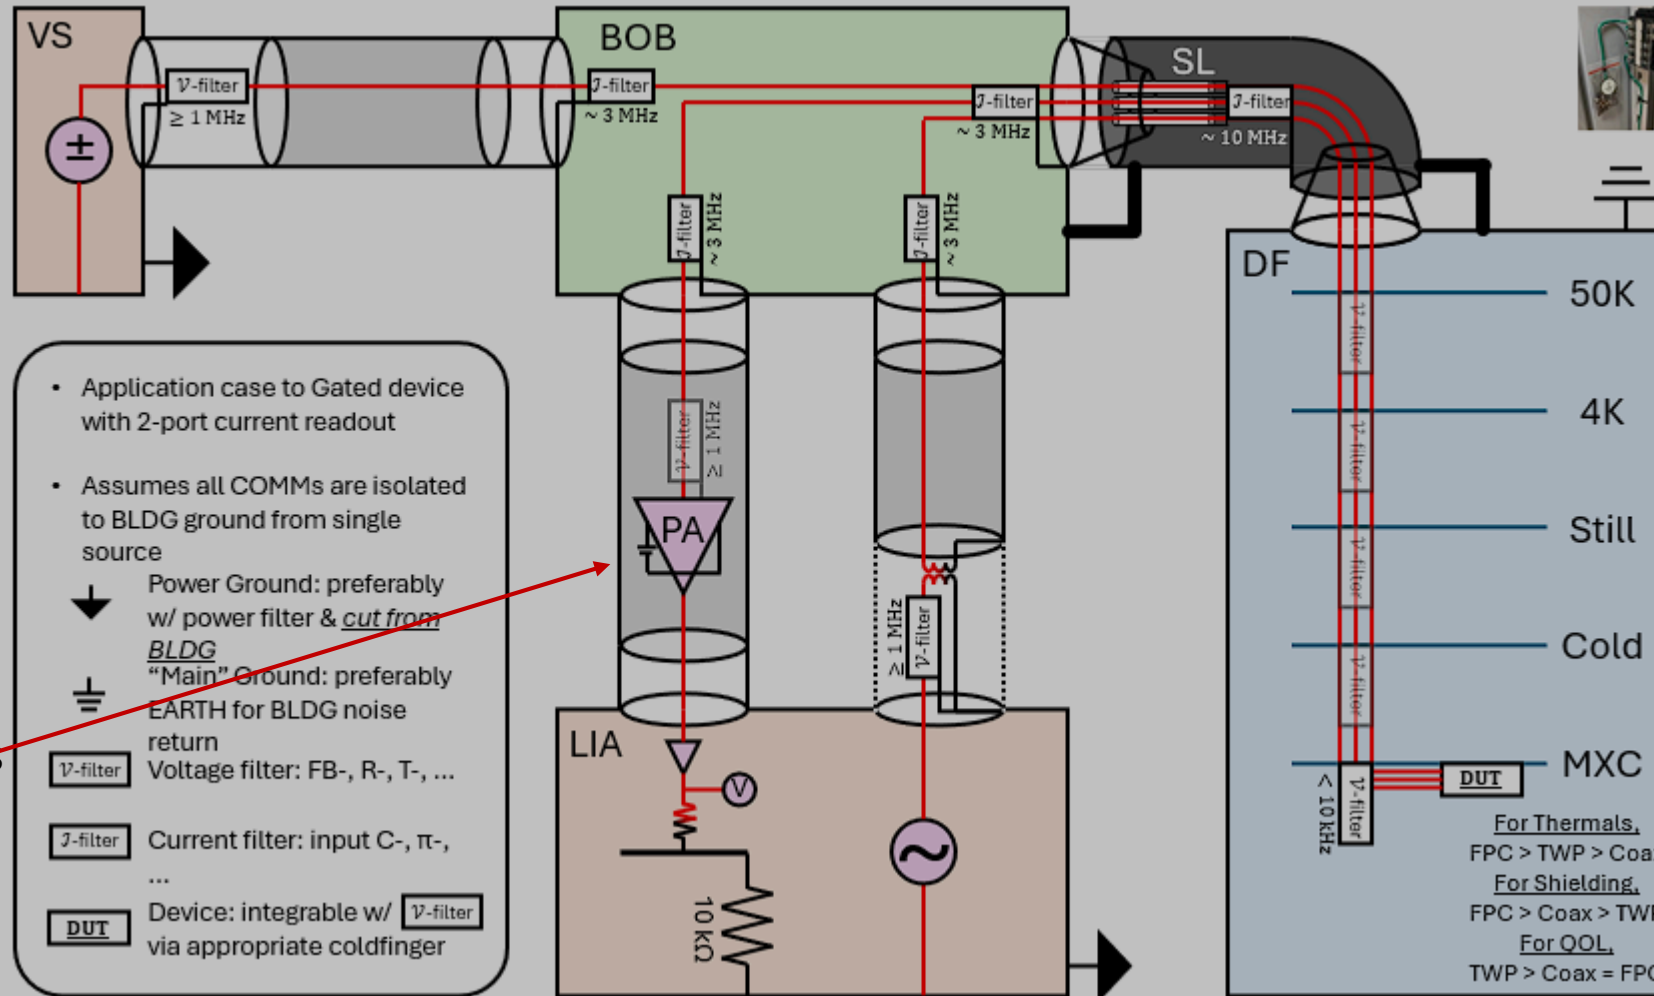 VS
𝒱-filter
≥ 1 MHz
±
BOB
ℐ-filter
~ 3 MHz
ℐ-filter
~ 3 MHz
SL
ℐ-filter
~ 10 MHz
ℐ-filter
~ 3 MHz
ℐ-filter
~ 3 MHz
𝒱-filter
≥ 1 MHz
PA
𝒱-filter
≥ 1 MHz
LIA
V
10 kΩ
• Application case to Gated device
with 2-port current readout
• Assumes all COMMs are isolated
to BLDG ground from single
source
Power Ground: preferably
w/ power filter & cut from
BLDG
“Main” Ground: preferably
EARTH for BLDG noise
return
𝒱-filter Voltage filter: FB-, R-, T-, ...
ℐ-filter Current filter: input C-, π-,
...
DUT Device: integrable w/ 𝒱-filter
via appropriate coldfinger
DF
50K
𝒱-filter
4K
𝒱-filter
Still
𝒱-filter
Cold
𝒱-filter
MXC
𝒱-filter
< 10 kHz
DUT
For Thermals,
FPC > TWP > Coa
For Shielding,
FPC > Coax > TW
For QOL,
TWP > Coax = FP